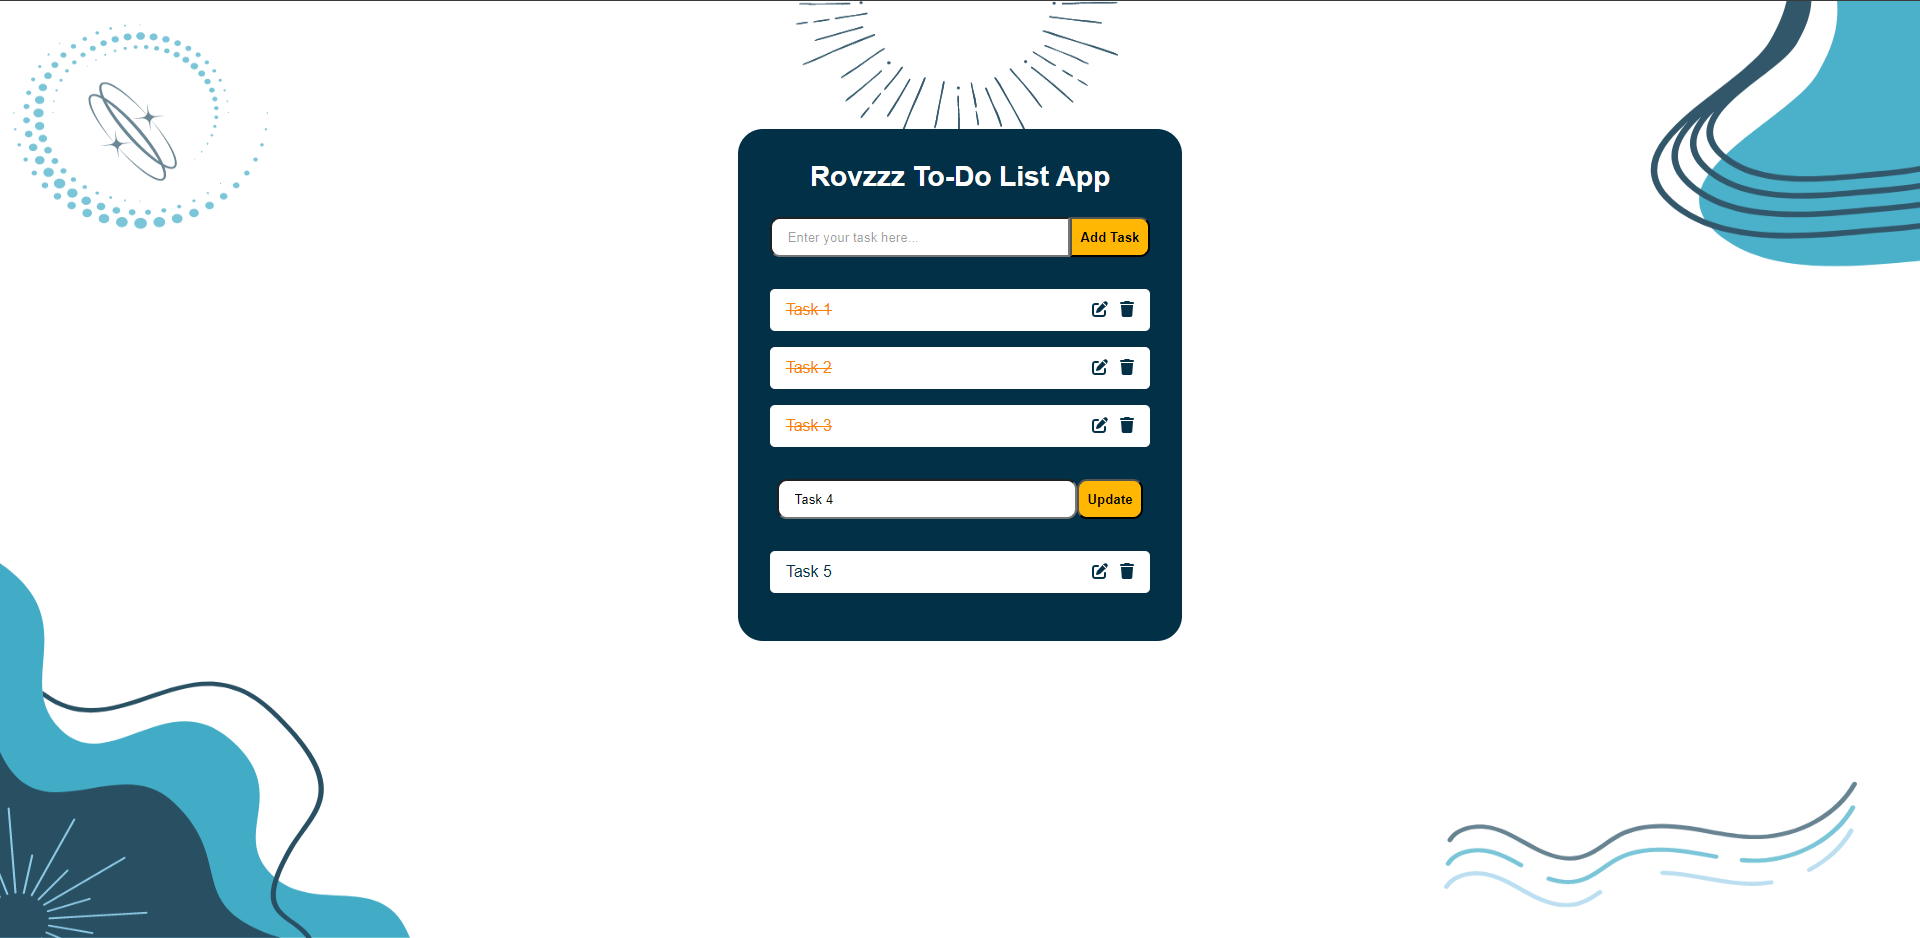 Rovzzz To-Do List App
Enter your task here...
Add Task
Task 1
Task 2
Task 3
Task 4
Update
Task 5